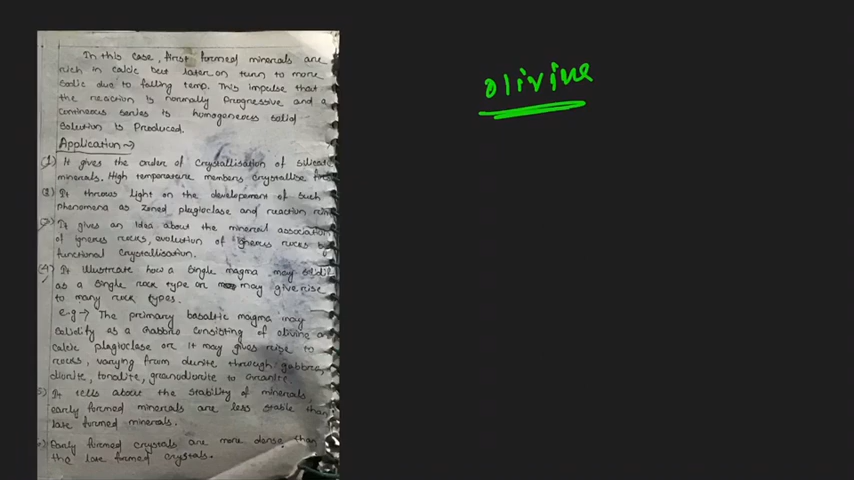 In this case, first formed minerals are
rich in calcic but later on turn to more
Sodic due to falling temp. This impulse that
the reaction is normally Progressive and a
continuous series is homogeneous solid
Solution is Produced.
Application →
(1) It gives the order of crystallisation of silicate
minerals. High temperature members crystallise
(2) It throws light on the developement of such
Phenomena as zoned plagioclase and reaction rim
It gives an idea about the mineral association
of igneous rocks, evolution of igneous rocks by
functional crystallisation.
(4) It illustrate how a single magma may solidi
as a single rock type or may give rise
to many rock types.
e.g → The primary basaltic magma may
Solidify as a Gabbro consisting of olivine
calcic plagioclase or it may gives rise to
rocks, varying from dunite through gabbro,
diorite, tonalite, granodiorite to Granite.
5) It tells about the stability of minerals,
early formed minerals are less stable than
late formed minerals.
Early formed crystals are more dense than
the late formed crystals.
olivine